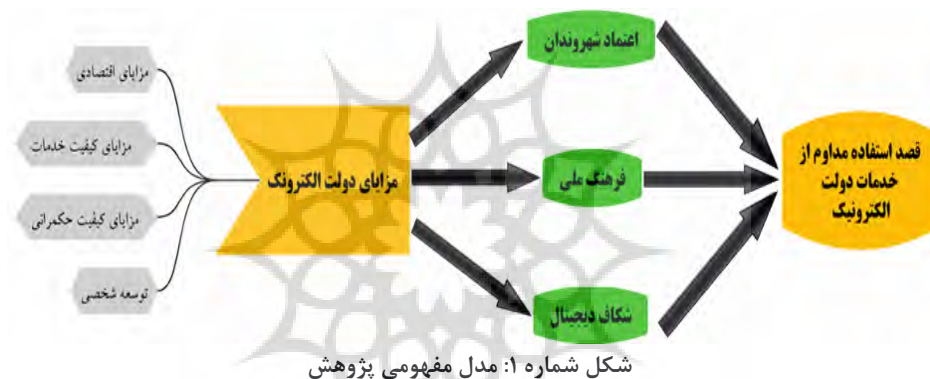 مزایای اقتصادی
مزایای کیفیت خدمات
مزایای کیفیت حکمرانی
توسعه شخصی
مزایای دولت الکترونک
اعتماد شهروندان
فرهنگ ملی
شکاف دیجیتال
قصد استفاده مداوم از
خدمات دولت
الکترونیک
شکل شماره ۱: مدل مفهومی پژوهش